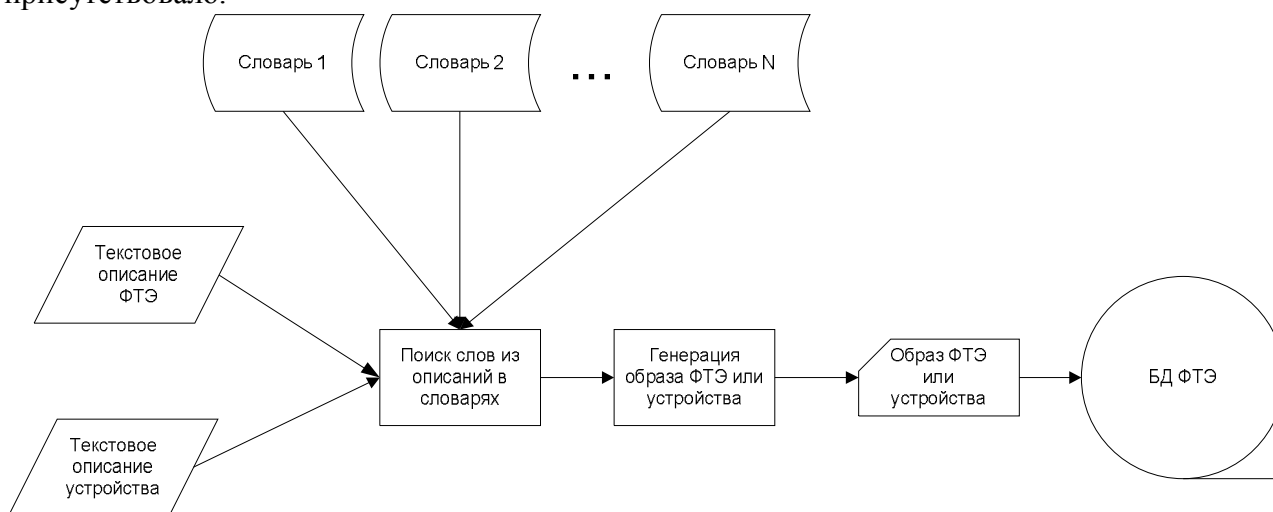 присутствовало.
Словарь 1
Словарь 2
...
Словарь N
Текстовое
описание
ФТЭ
Поиск слов из
описаний в
словарях
Генерация
образа ФТЭ или
устройства
Образ ФТЭ
или
устройства
БД ФТЭ
Текстовое
описание
устройства